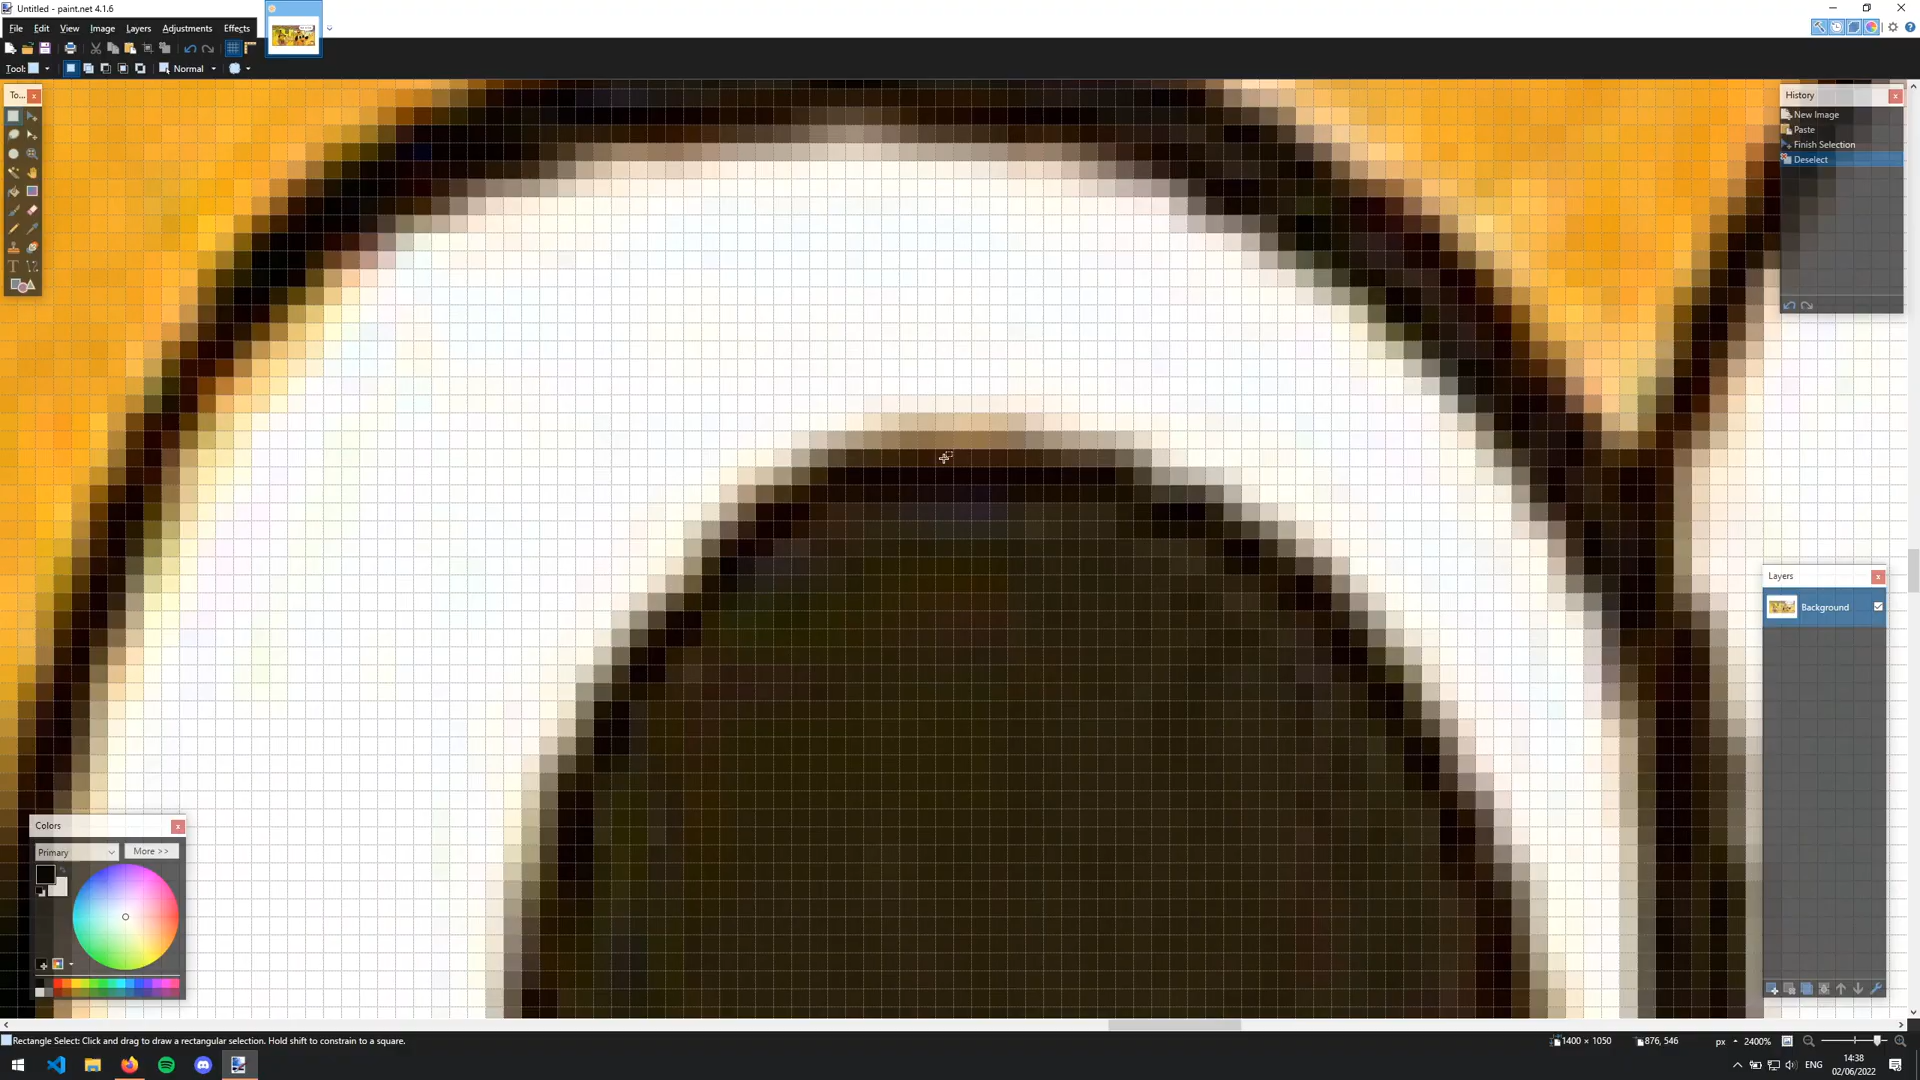 Untitled - paint.net 4.1.6
File Edit View Image Layers Adjustments Effects
Tool: Normal
To...
History
New Image
Paste
Finish Selection
Deselect
Layers
Background
Colors
Primary More >>
Rectangle Select: Click and drag to draw a rectangular selection. Hold shift to constrain to a square.
1400 × 1050 876, 546 px 2400%
ENG 14:38
02/06/2022